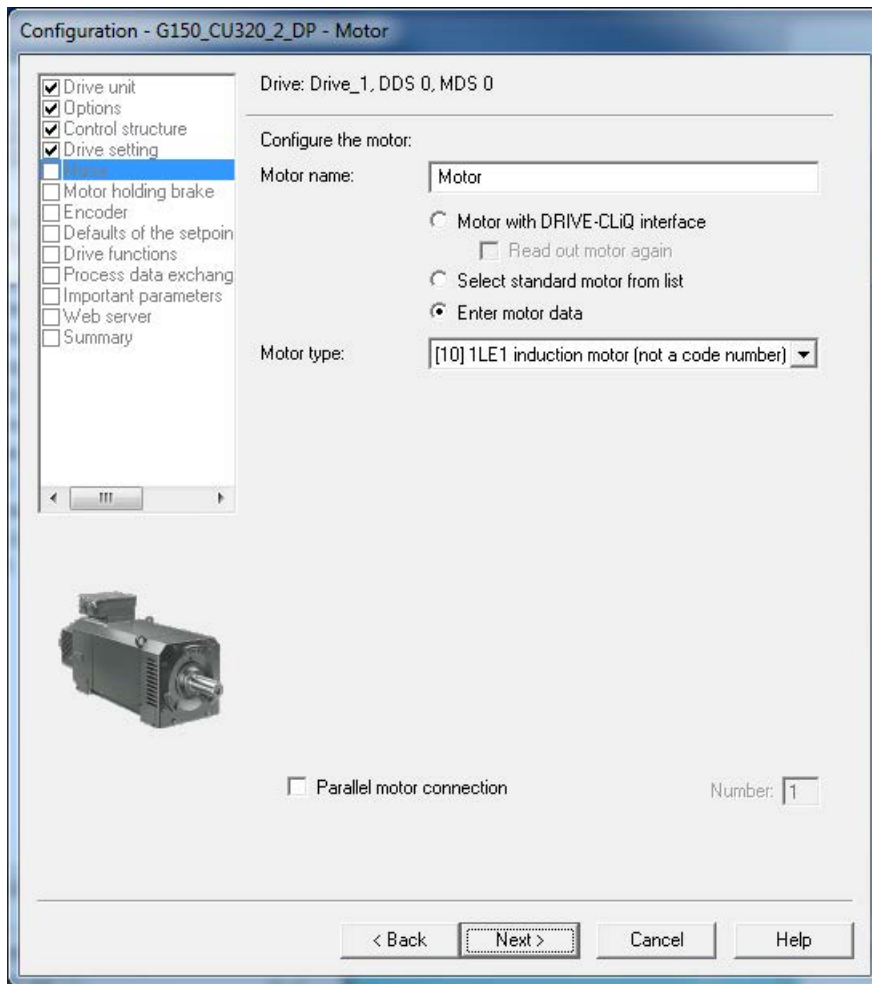 Configuration - G150_CU320_2_DP - Motor
Drive unit
Options
Control structure
Drive setting
Motor holding brake
Encoder
Defaults of the setpoin
Drive functions
Process data exchang
Important parameters
Web server
Summary
Drive: Drive_1, DDS 0, MDS 0
Configure the motor:
Motor name:
Motor
Motor with DRIVE-CLiQ interface
Read out motor again
Select standard motor from list
Enter motor data
Motor type:
[10] 1LE1 induction motor (not a code number)
Parallel motor connection
Number: 1
< Back
Next >
Cancel
Help